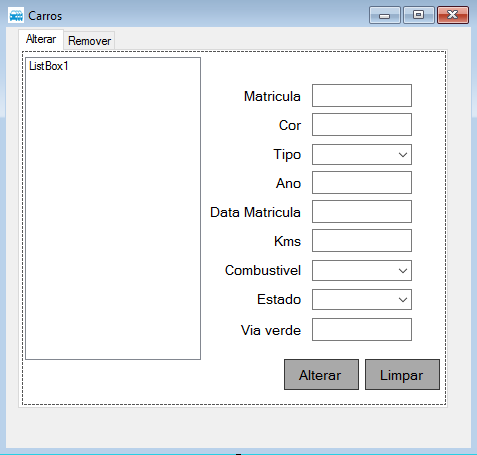 Carros
Alterar
Remover
ListBox1
Matricula
Cor
Tipo
Ano
Data Matricula
Kms
Combustivel
Estado
Via verde
Alterar
Limpar